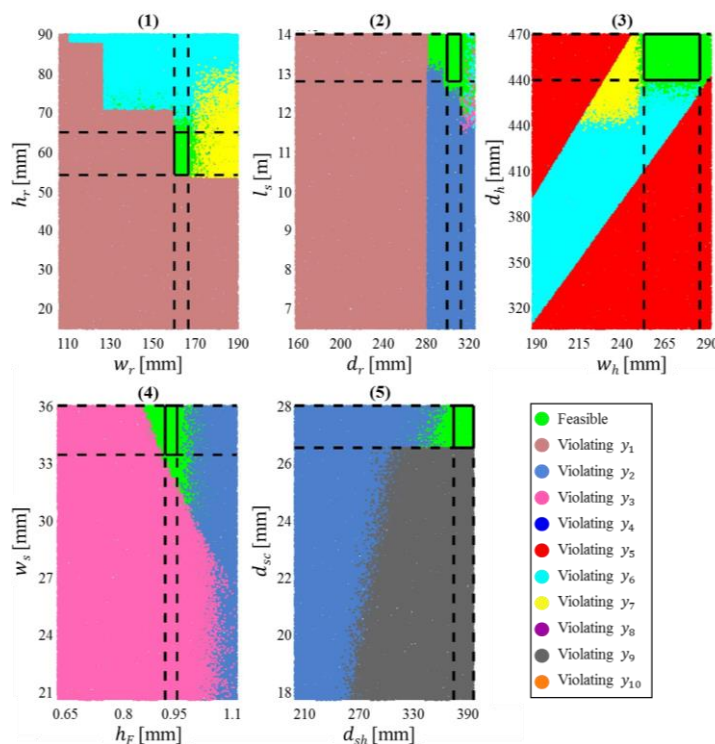 (1)
90
80
70
60
50
40
30
20
110 130 150 170 190
h_r [mm]
w_r [mm]
(2)
14
13
12
11
10
9
8
7
160 200 240 280 320
l_s [m]
d_r [mm]
(3)
470
440
440
410
380
350
320
190 215 240 265 290
d_h [mm]
w_h [mm]
(4)
36
33
30
27
24
21
0.65 0.8 0.95 1.1
w_s [mm]
h_F [mm]
(5)
28
26
24
22
20
18
210 270 330 390
d_sc [mm]
d_sh [mm]
Feasible
Violating y_1
Violating y_2
Violating y_3
Violating y_4
Violating y_5
Violating y_6
Violating y_7
Violating y_8
Violating y_9
Violating y_10